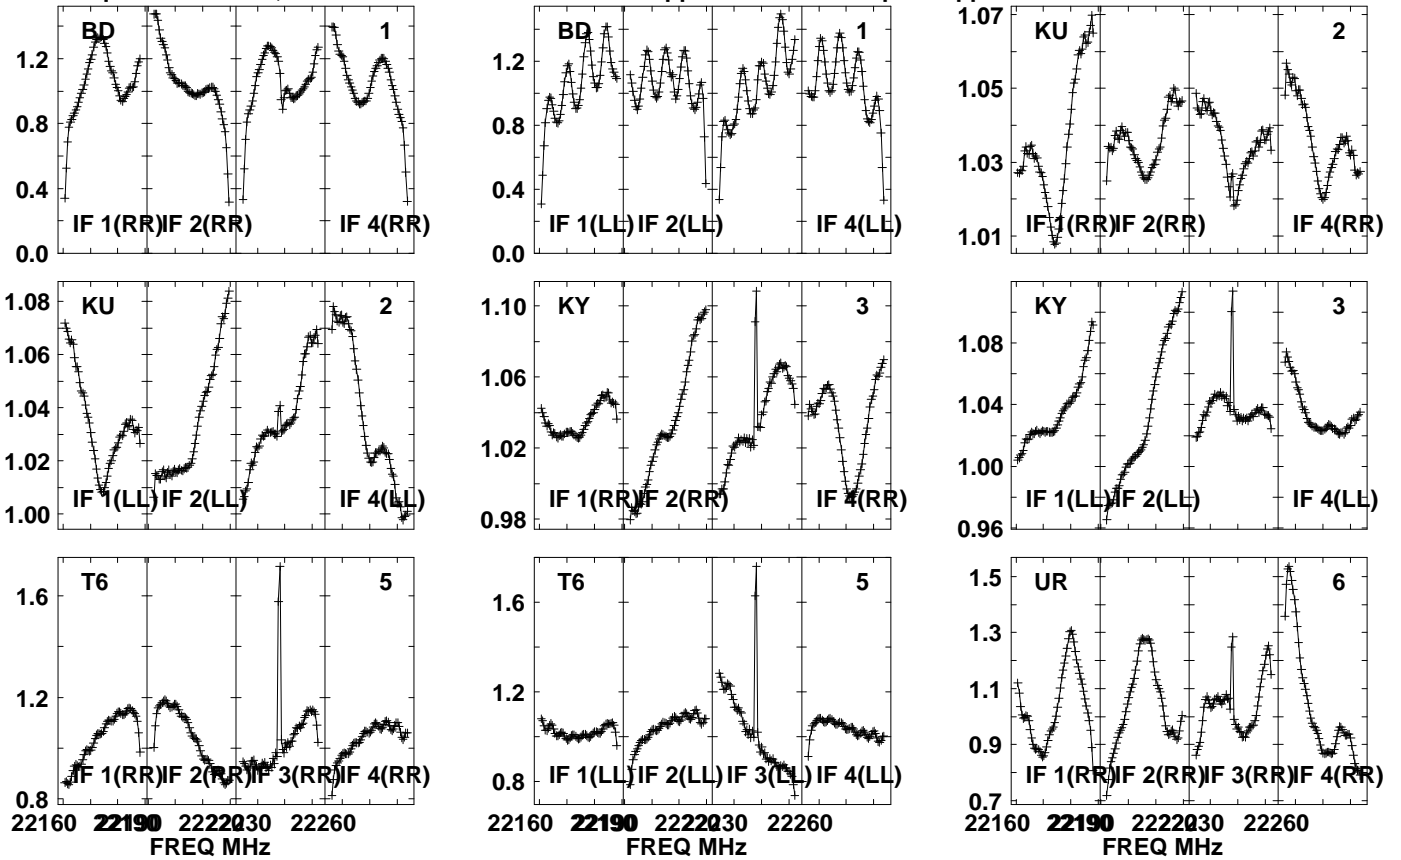 BD 1
1.2
0.8
0.4
0.0
IF 1(RR) IF 2(RR) IF 4(RR)
BD 1
1.2
0.8
0.4
0.0
IF 1(LL) IF 2(LL) IF 4(LL)
1.07
KU 2
1.05
1.03
1.01
IF 1(RR) IF 2(RR) IF 4(RR)
1.08
KU 2
1.06
1.04
1.02
1.00
IF 1(LL) IF 2(LL) IF 4(LL)
1.10
KY 3
1.06
1.02
0.98
IF 1(RR) IF 2(RR) IF 4(RR)
KY 3
1.08
1.04
1.00
0.96
IF 1(LL) IF 2(LL) IF 4(LL)
T6 5
1.6
1.2
0.8
IF 1(RR) IF 2(RR) IF 3(RR) IF 4(RR)
22160 22190 22220 22230 22260
FREQ MHz
T6 5
1.6
1.2
0.8
IF 1(LL) IF 2(LL) IF 3(LL) IF 4(LL)
22160 22190 22220 22230 22260
UR 6
1.5
1.3
1.1
0.9
0.7
IF 1(RR) IF 2(RR) IF 3(RR) IF 4(RR)
22160 22190 22220 22230 22260
FREQ MHz